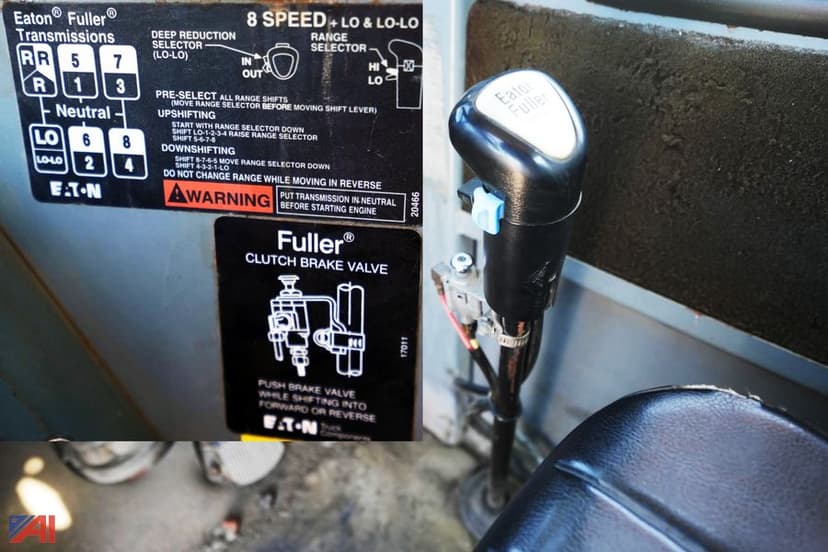 Eaton® Fuller®
Transmissions
8 SPEED + LO & LO-LO
DEEP REDUCTION
SELECTOR
(LO-LO)
IN
OUT
RANGE
SELECTOR
HI
LO
R R 5 7
R 1 3
Neutral
LO 6 8
LO-LO 2 4
PRE-SELECT ALL RANGE SHIFTS
(MOVE RANGE SELECTOR BEFORE MOVING SHIFT LEVER)
UPSHIFTING
START WITH RANGE SELECTOR DOWN
SHIFT LO-1-2-3-4 RAISE RANGE SELECTOR
SHIFT 5-6-7-8
DOWNSHIFTING
SHIFT 8-7-6-5 MOVE RANGE SELECTOR DOWN
SHIFT 4-3-2-1-LO
DO NOT CHANGE RANGE WHILE MOVING IN REVERSE
EATON
WARNING
PUT TRANSMISSION IN NEUTRAL
BEFORE STARTING ENGINE
20466
Fuller®
CLUTCH BRAKE VALVE
17011
PUSH BRAKE VALVE
WHILE SHIFTING INTO
FORWARD OR REVERSE
EATON Truck
Components
Eaton
Fuller
AI